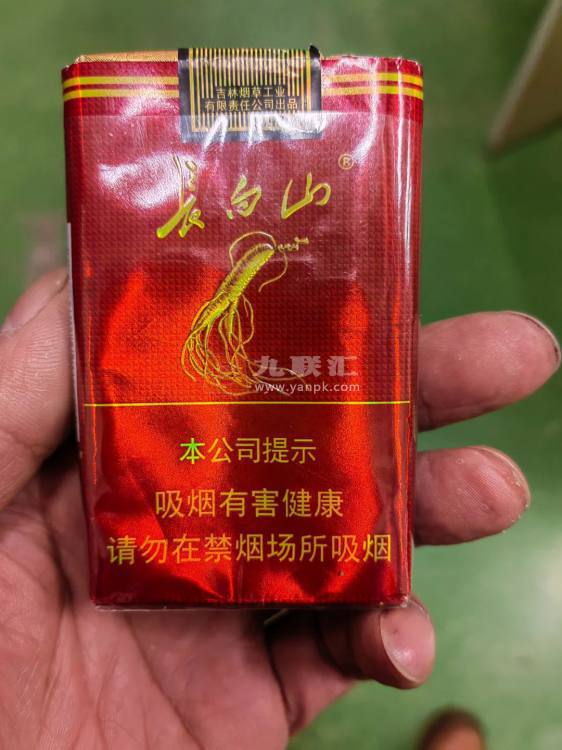 吉林烟草工业
有限责任公司出品
长白山®
九联汇
www.yanpk.com
本公司提示
吸烟有害健康
请勿在禁烟场所吸烟